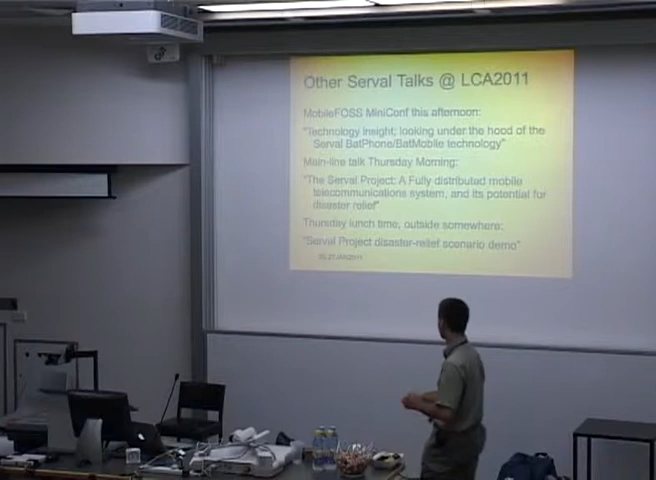 Other Serval Talks @ LCA2011
MobileFOSS MiniConf this afternoon:
"Technology insight; looking under the hood of the
Serval BatPhone/BatMobile technology"
Main-line talk Thursday Morning:
"The Serval Project: A Fully distributed mobile
telecommunications system, and its potential for
disaster relief"
Thursday lunch time, outside somewhere:
"Serval Project disaster-relief scenario demo"